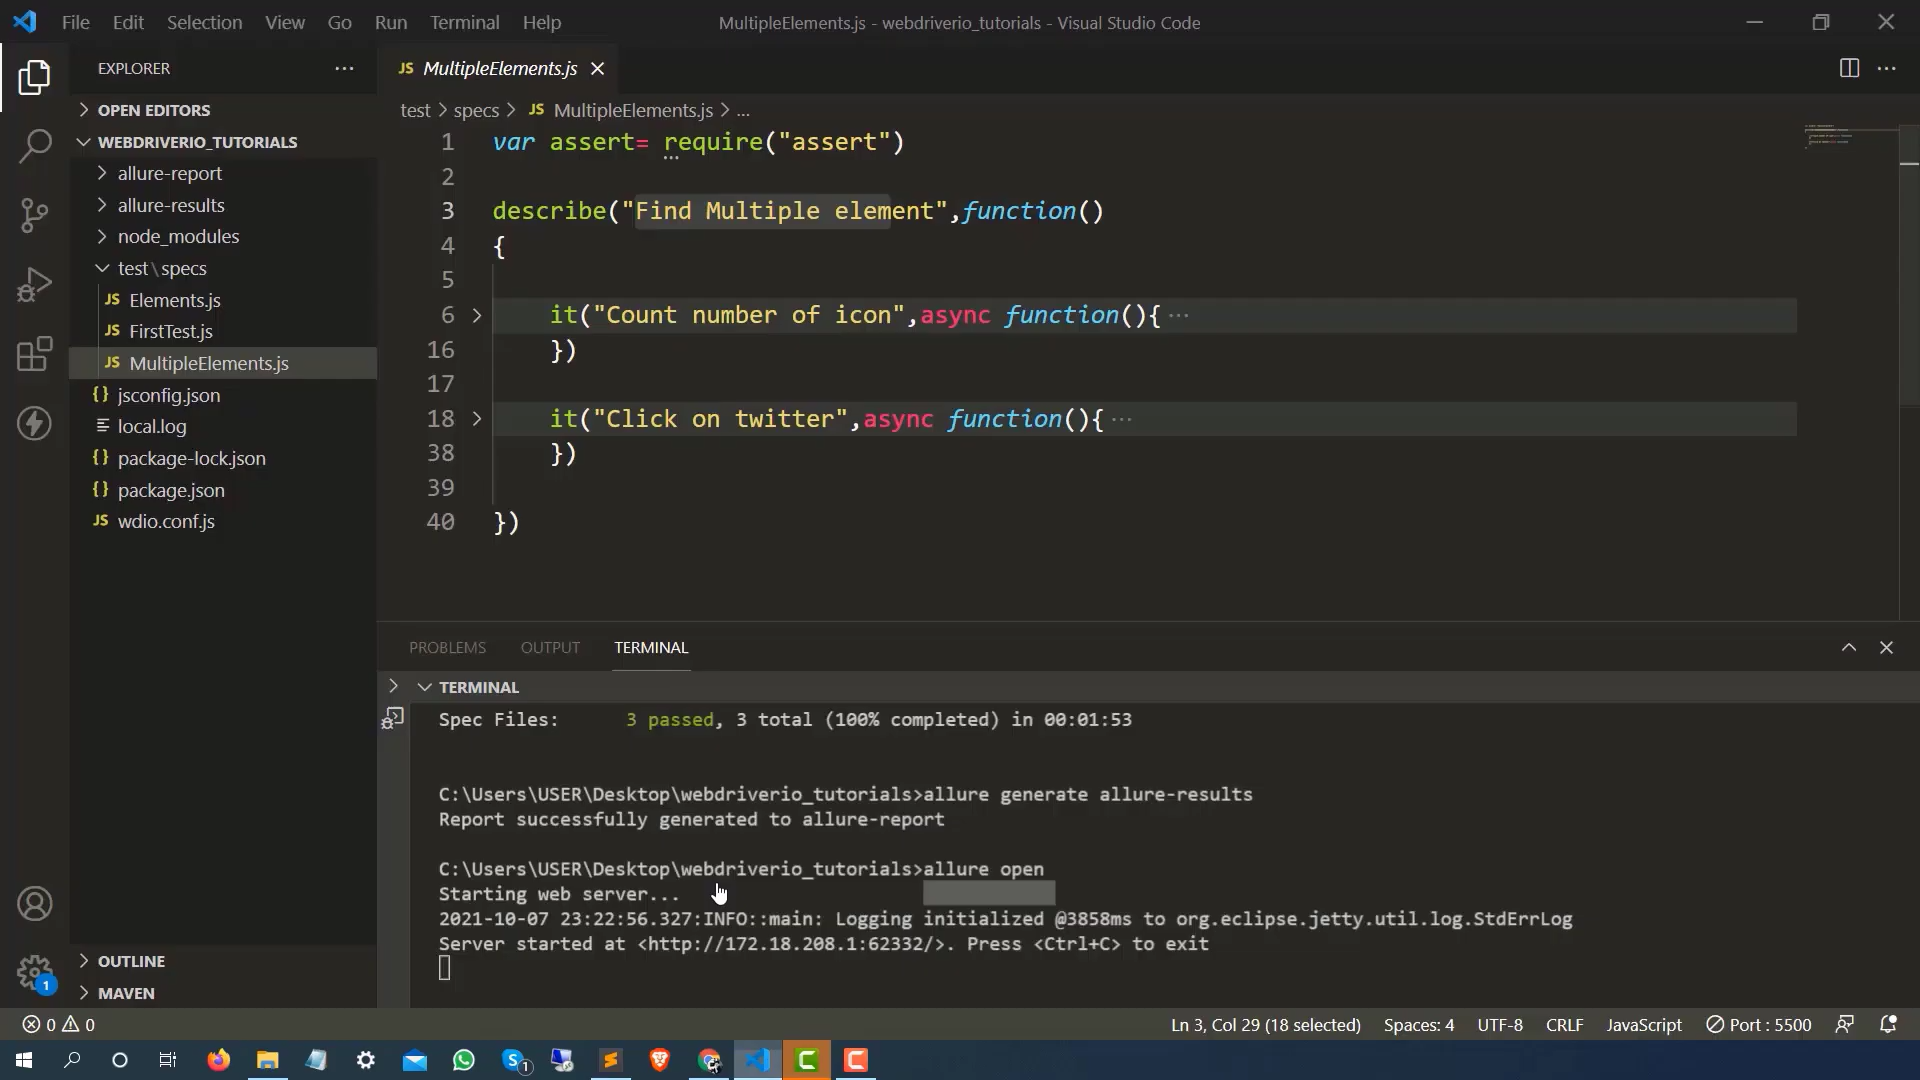 File Edit Selection View Go Run Terminal Help
MultipleElements.js - webdriverio_tutorials - Visual Studio Code
EXPLORER
OPEN EDITORS
WEBDRIVERIO_TUTORIALS
allure-report
allure-results
node_modules
test\specs
JS Elements.js
JS FirstTest.js
JS MultipleElements.js
{} jsconfig.json
local.log
{} package-lock.json
{} package.json
JS wdio.conf.js
OUTLINE
MAVEN
JS MultipleElements.js
test > specs > JS MultipleElements.js > ...
1 var assert= require("assert")
2
3 describe("Find Multiple element",function()
4 {
5
6 it("Count number of icon",async function(){ ...
16 })
17
18 it("Click on twitter",async function(){ ...
38 })
39
40 })
PROBLEMS OUTPUT TERMINAL
TERMINAL
Spec Files: 3 passed, 3 total (100% completed) in 00:01:53
C:\Users\USER\Desktop\webdriverio_tutorials>allure generate allure-results
Report successfully generated to allure-report
C:\Users\USER\Desktop\webdriverio_tutorials>allure open
Starting web server...
2021-10-07 23:22:56.327:INFO::main: Logging initialized @3858ms to org.eclipse.jetty.util.log.StdErrLog
Server started at <http://172.18.208.1:62332/>. Press <Ctrl+C> to exit
1
0 0
Ln 3, Col 29 (18 selected) Spaces: 4 UTF-8 CRLF JavaScript Port : 5500
1